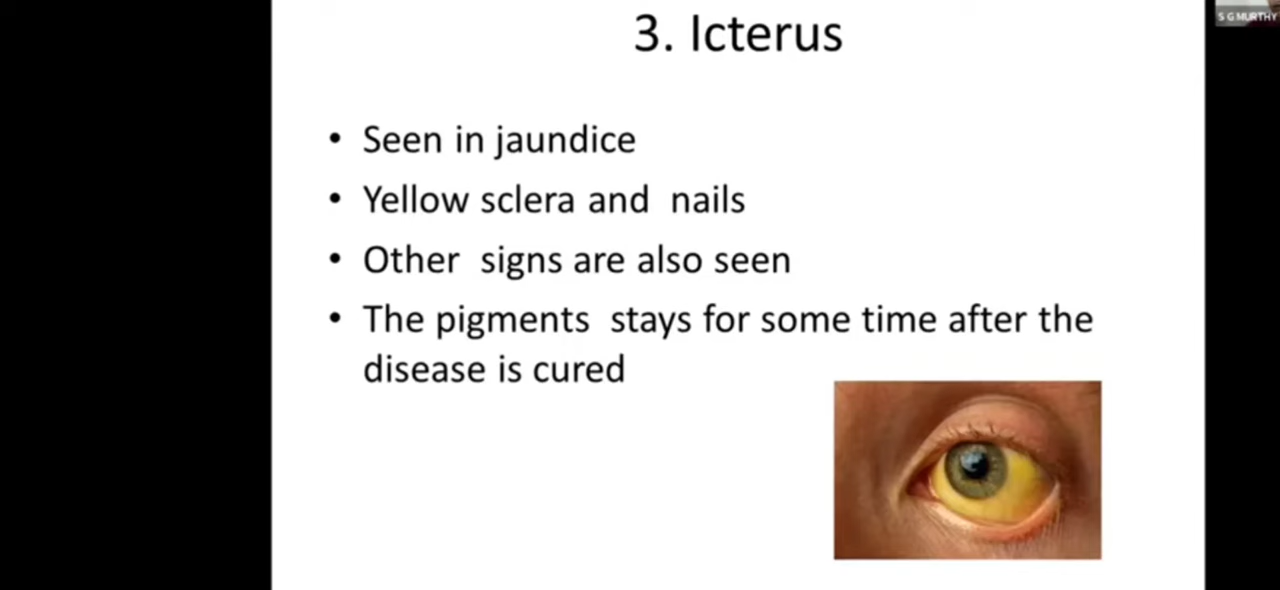 S G MURTHY
3. Icterus
• Seen in jaundice
• Yellow sclera and  nails
• Other  signs are also seen
• The pigments  stays for some time after the
disease is cured